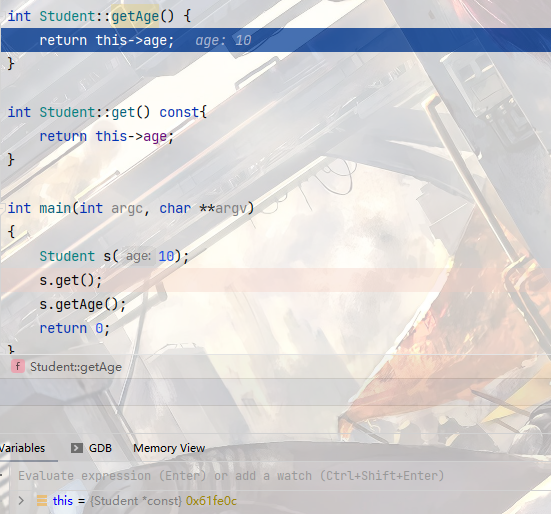 int Student::getAge() {
return this->age; age: 10
}
int Student::get() const{
return this->age;
}
int main(int argc, char **argv)
{
Student s( age: 10);
s.get();
s.getAge();
return 0;
}
f Student::getAge
Variables GDB Memory View
Evaluate expression (Enter) or add a watch (Ctrl+Shift+Enter)
this = {Student *const} 0x61fe0c